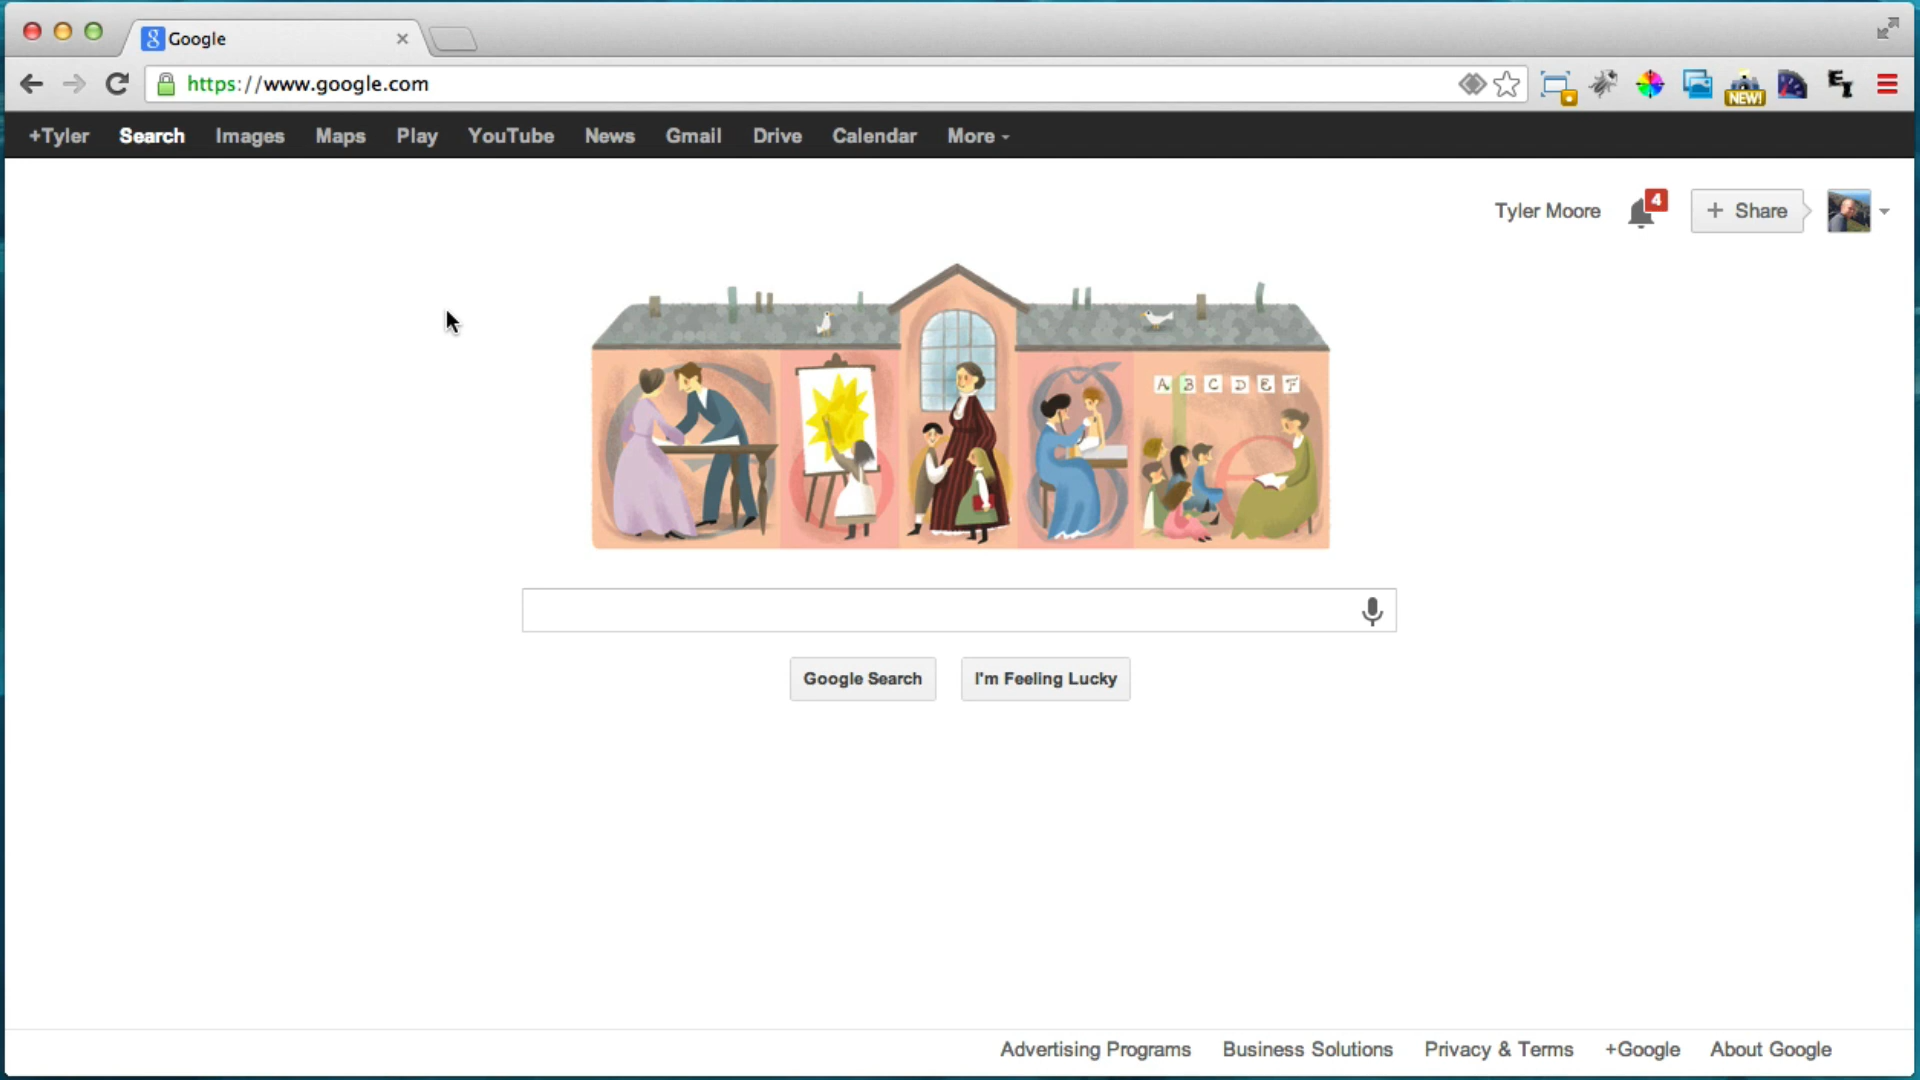 Google
https://www.google.com
NEW!
+Tyler Search Images Maps Play YouTube News Gmail Drive Calendar More
Tyler Moore 4 + Share
A B C D E F
Google Search I'm Feeling Lucky
Advertising Programs Business Solutions Privacy & Terms +Google About Google